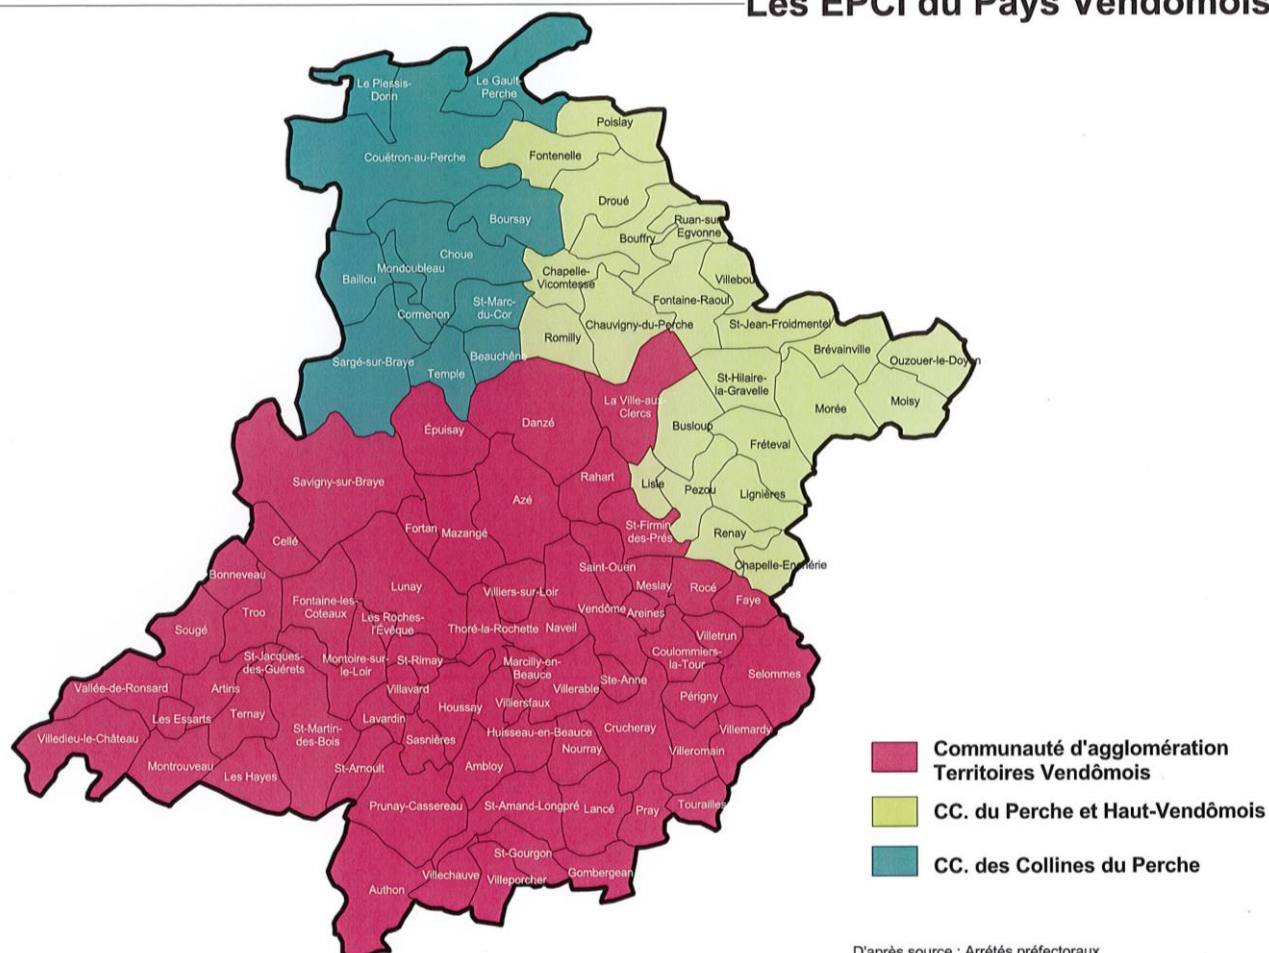 Les EPCI du Pays Vendômois
Le Plessis-
Dorin
Le Gault-
Perche
Poislay
Couëtron-au-Perche
Fontenelle
Droué
Boursay
Ruan-sur-
Egvonne
Bouffry
Choue
Mondoubleau
Baillou
Chapelle-
Vicomtesse
Villebou
Fontaine-Raoul
St-Marc-
du-Cor
Cormenon
Chauvigny-du-Perche
St-Jean-Froidmentel
Romilly
Brévainville
Ouzouer-le-Doyen
Sargé-sur-Braye
Beauchêne
Temple
St-Hilaire-
la-Gravelle
Moisy
Morée
La Ville-aux-
Clercs
Épuisay
Danzé
Busloup
Fréteval
Savigny-sur-Braye
Rahart
Lisle
Pezou
Lignières
Azé
Fortan
Mazangé
St-Firmin
des-Prés
Renay
Cellé
Chapelle-Enchérie
Bonneveau
Saint-Ouen
Lunay
Villiers-sur-Loir
Meslay
Rocé
Faye
Fontaine-les-
Coteaux
Troo
Vendôme
Areines
Sougé
Les Roches-
l'Évêque
Thoré-la-Rochette
Naveil
Villetrun
Coulommiers-
la-Tour
St-Jacques-
des-Guérets
Montoire-sur-
le-Loir
St-Rimay
Marcilly-en-
Beauce
Selommes
Ste-Anne
Vallée-de-Ronsard
Artins
Villavard
Villerable
Périgny
Villiersfaux
Houssay
Les Essarts
Ternay
Lavardin
Crucheray
Villemardy
St-Martin-
des-Bois
Huisseau-en-Beauce
Villedieu-le-Château
Sasnières
Nourray
Villeromain
Montrouveau
Les Hayes
St-Arnoult
Ambloy
Prunay-Cassereau
St-Amand-Longpré
Lancé
Pray
Tourailles
St-Gourgon
Villechauve
Villeporcher
Gombergean
Authon
Communauté d'agglomération
Territoires Vendômois
CC. du Perche et Haut-Vendômois
CC. des Collines du Perche
D'après source : Arrêtés préfectoraux